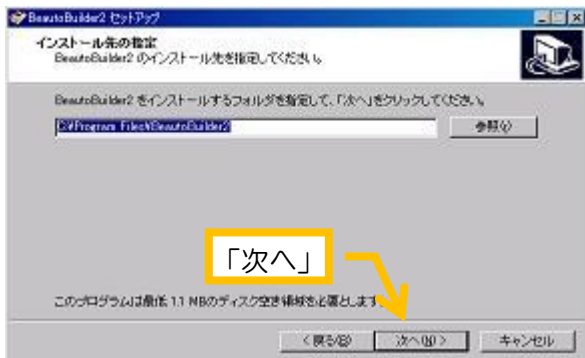 BeautoBuilder2 セットアップ
インストール先の指定
BeautoBuilder2 のインストール先を指定してください。
BeautoBuilder2 をインストールするフォルダを指定して、「次へ」をクリックしてください。
C:¥Program Files¥BeautoBuilder2
参照(R)
「次へ」
このプログラムは最低 1.1 MBのディスク空き領域を必要とします。
< 戻る(B)
次へ(N) >
キャンセル